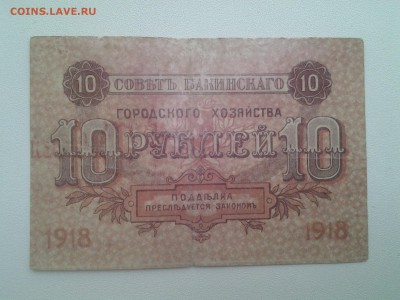 COINS.LAVE.RU
10 СОВѢТЪ БАКИНСКАГО 10
ГОРОДСКОГО ХОЗЯЙСТВА
10 РУБЛЕЙ 10
ПОДДѢЛКА
ПРЕСЛѢДУЕТСЯ ЗАКОНОМЪ
1918 1918